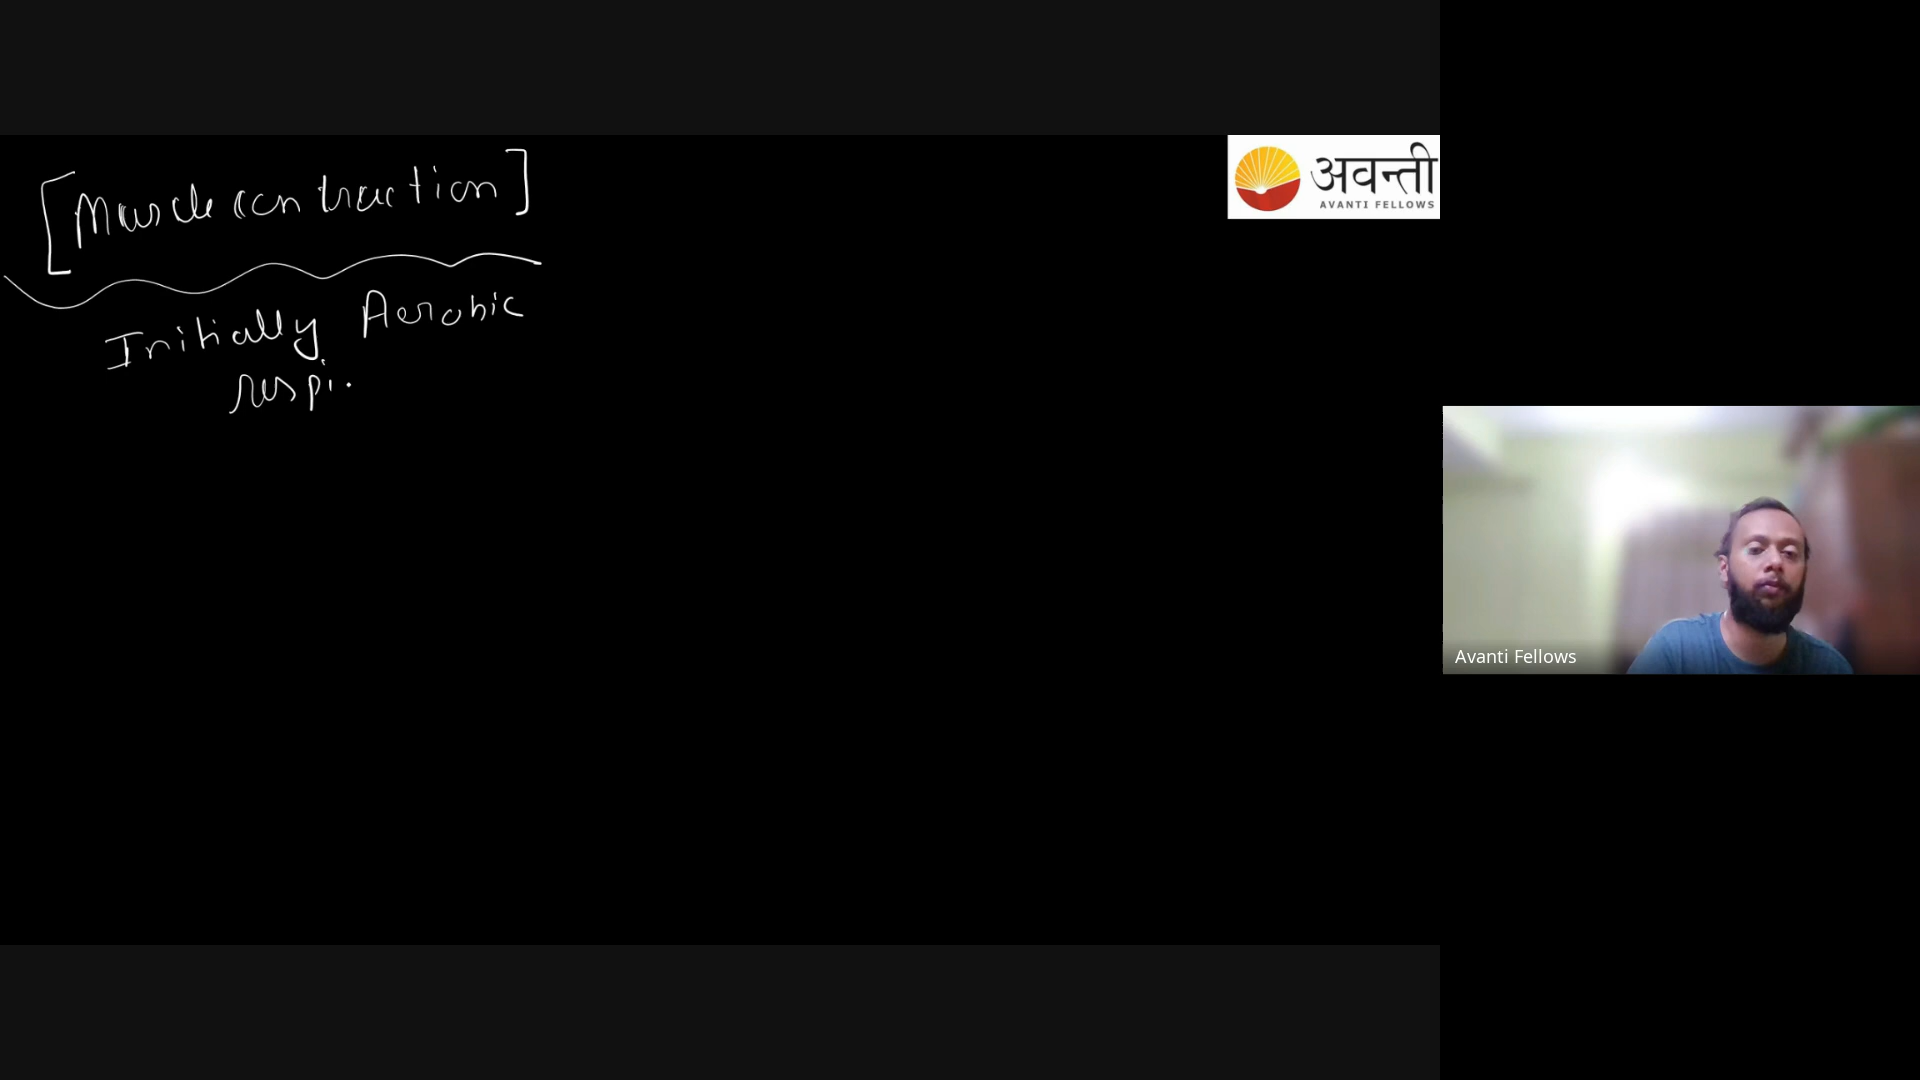 [Muscle contraction]
Initially Aerobic
respi.
अवन्ती
AVANTI FELLOWS
Avanti Fellows